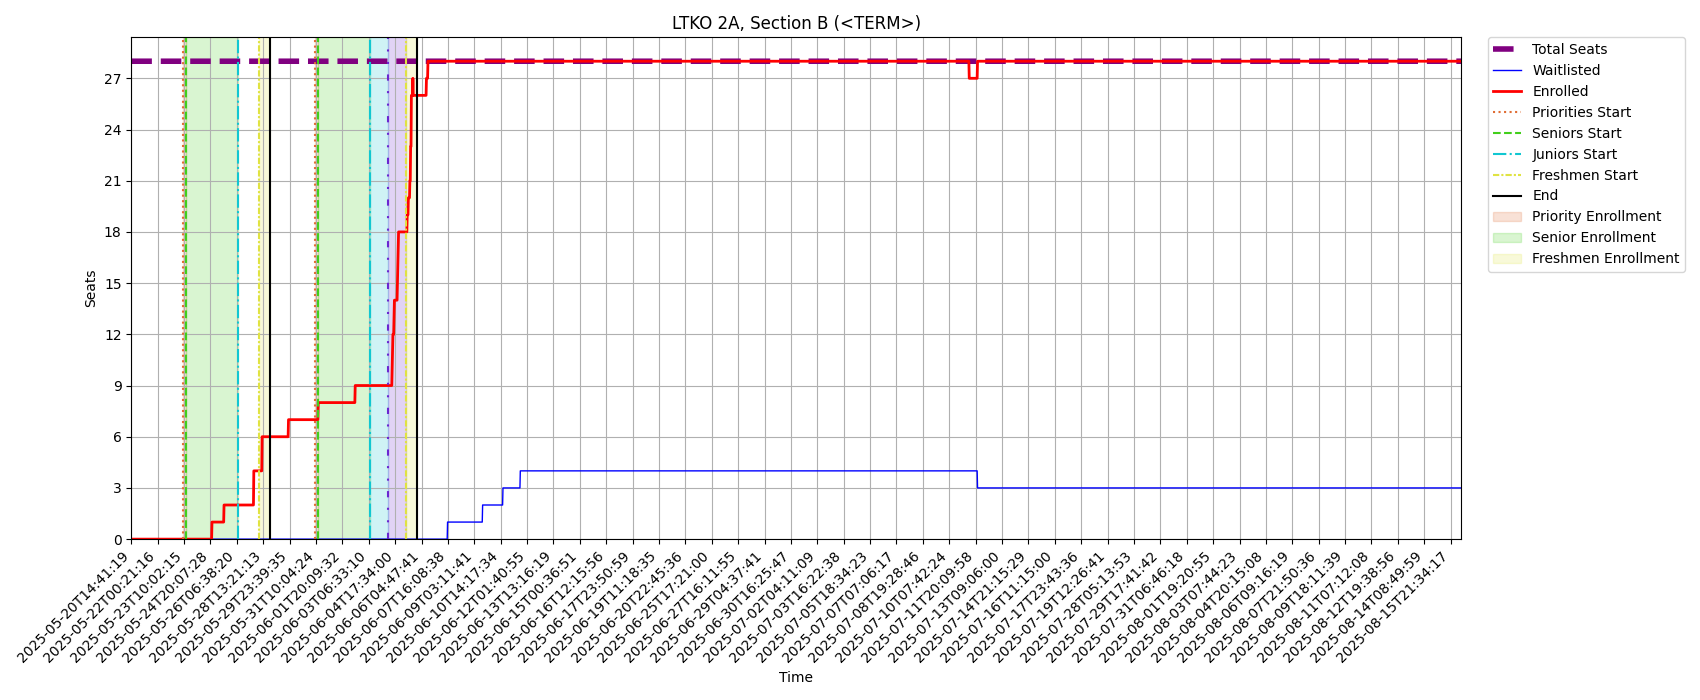 LTKO 2A, Section B (<TERM>)
Total Seats
Waitlisted
Enrolled
Priorities Start
Seniors Start
Juniors Start
Freshmen Start
End
Priority Enrollment
Senior Enrollment
Freshmen Enrollment
Seats
27
24
21
18
15
12
9
6
3
0
2025-05-20T14:41:19
2025-05-22T00:21:16
2025-05-23T10:02:15
2025-05-24T20:07:28
2025-05-26T06:38:20
2025-05-28T13:21:13
2025-05-29T23:39:35
2025-05-31T10:04:24
2025-06-01T20:09:32
2025-06-03T06:33:10
2025-06-04T17:34:00
2025-06-06T04:47:41
2025-06-07T16:08:38
2025-06-09T03:11:41
2025-06-10T14:17:34
2025-06-12T01:40:55
2025-06-13T13:16:19
2025-06-15T00:36:51
2025-06-16T12:15:56
2025-06-17T23:50:59
2025-06-19T11:18:35
2025-06-20T22:45:36
2025-06-25T17:21:00
2025-06-27T16:11:55
2025-06-29T04:37:41
2025-06-30T16:25:47
2025-07-02T04:11:09
2025-07-03T16:22:38
2025-07-05T18:34:23
2025-07-07T07:06:17
2025-07-08T19:28:46
2025-07-10T07:42:24
2025-07-11T20:09:58
2025-07-13T09:06:00
2025-07-14T21:15:29
2025-07-16T11:15:00
2025-07-17T23:43:36
2025-07-19T12:26:41
2025-07-28T05:13:53
2025-07-29T17:41:42
2025-07-31T06:46:18
2025-08-01T19:20:55
2025-08-03T07:44:23
2025-08-04T20:15:08
2025-08-06T09:16:19
2025-08-07T21:50:36
2025-08-09T18:11:39
2025-08-11T07:12:08
2025-08-12T19:38:56
2025-08-14T08:49:59
2025-08-15T21:34:17
Time